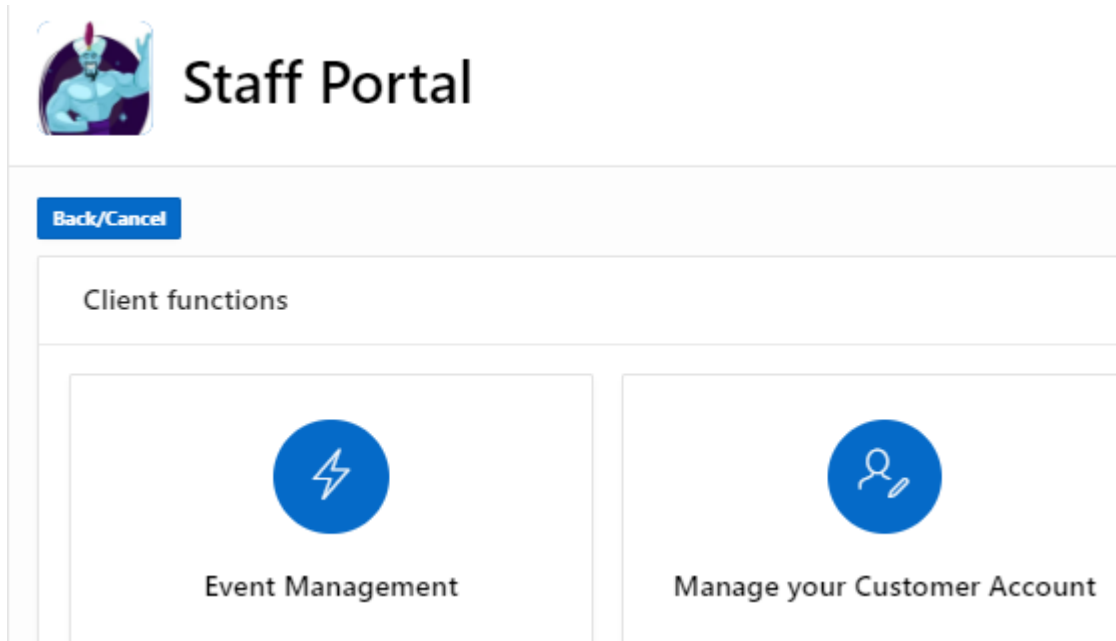 Staff Portal
Back/Cancel
Client functions
Event Management
Manage your Customer Account